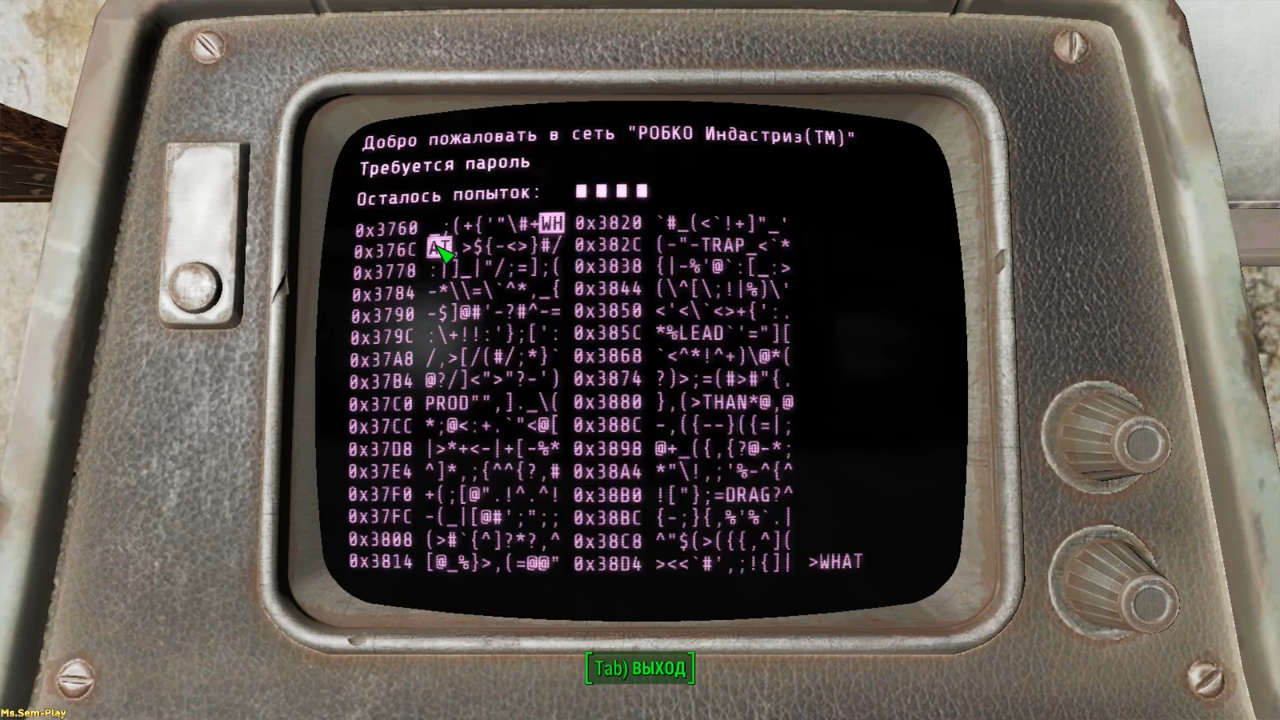 Добро пожаловать в сеть "РОБКО Индастриз(ТМ)"
Требуется пароль
Осталось попыток: ■ ■ ■ ■
0x3760 _;(+{'"\#+WH 0x3820 `#_(<`!+]"_'
0x376C AT,>${-<>}#/ 0x382C (-"-TRAP_<`*
0x3778 :|]_|"/;=];( 0x3838 {|-%'@`:[_:>
0x3784 -*\\=\`^*,_{ 0x3844 (\^[\;!|%)\'
0x3790 -$]@#'-?#^-= 0x3850 <'<\`<>+{':.
0x379C :\+!!:'};[': 0x385C *%LEAD`'="][
0x37A8 /,>[/(#/;*}` 0x3868 `<^*!^+)\@*(
0x37B4 @?/]<">"?-') 0x3874 ?)>;=(#>#"{.
0x37C0 PROD"",]._\( 0x3880 },(>THAN*@,@
0x37CC *;@<:+.`"<@[ 0x388C -,({--}({=|;
0x37D8 |>*+<-|+[-%* 0x3898 @+_({,{?@-*;
0x37E4 ^]*,;{^^{?,# 0x38A4 *"\!,;'%-^{^
0x37F0 +(;[@".!^.^! 0x38B0 !["};=DRAG?^
0x37FC -(_|[@#';";; 0x38BC {-;}{,%'%`.|
0x3808 (>#`{^]?*?,^ 0x38C8 ^"$(>({{,^](
0x3814 [@_%}>,(=@@" 0x38D4 ><<`#',;!{]| >WHAT
Tab) ВЫХОД
Ms.Sem-Play